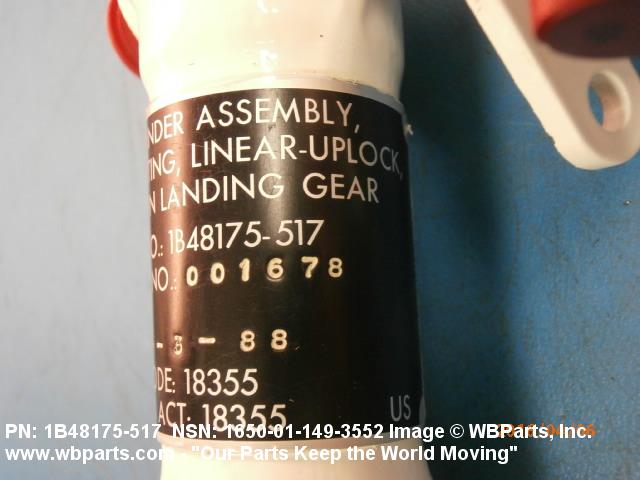 NDER ASSEMBLY,
TING, LINEAR-UPLOCK,
N LANDING GEAR
O.: 1B48175-517
NO.: 001678
- 3 - 88
DE: 18355
ACT: 18355
US
PN: 1B48175-517 NSN: 1650-01-149-3552 Image © WBParts, Inc.
www.wbparts.com - "Our Parts Keep the World Moving"